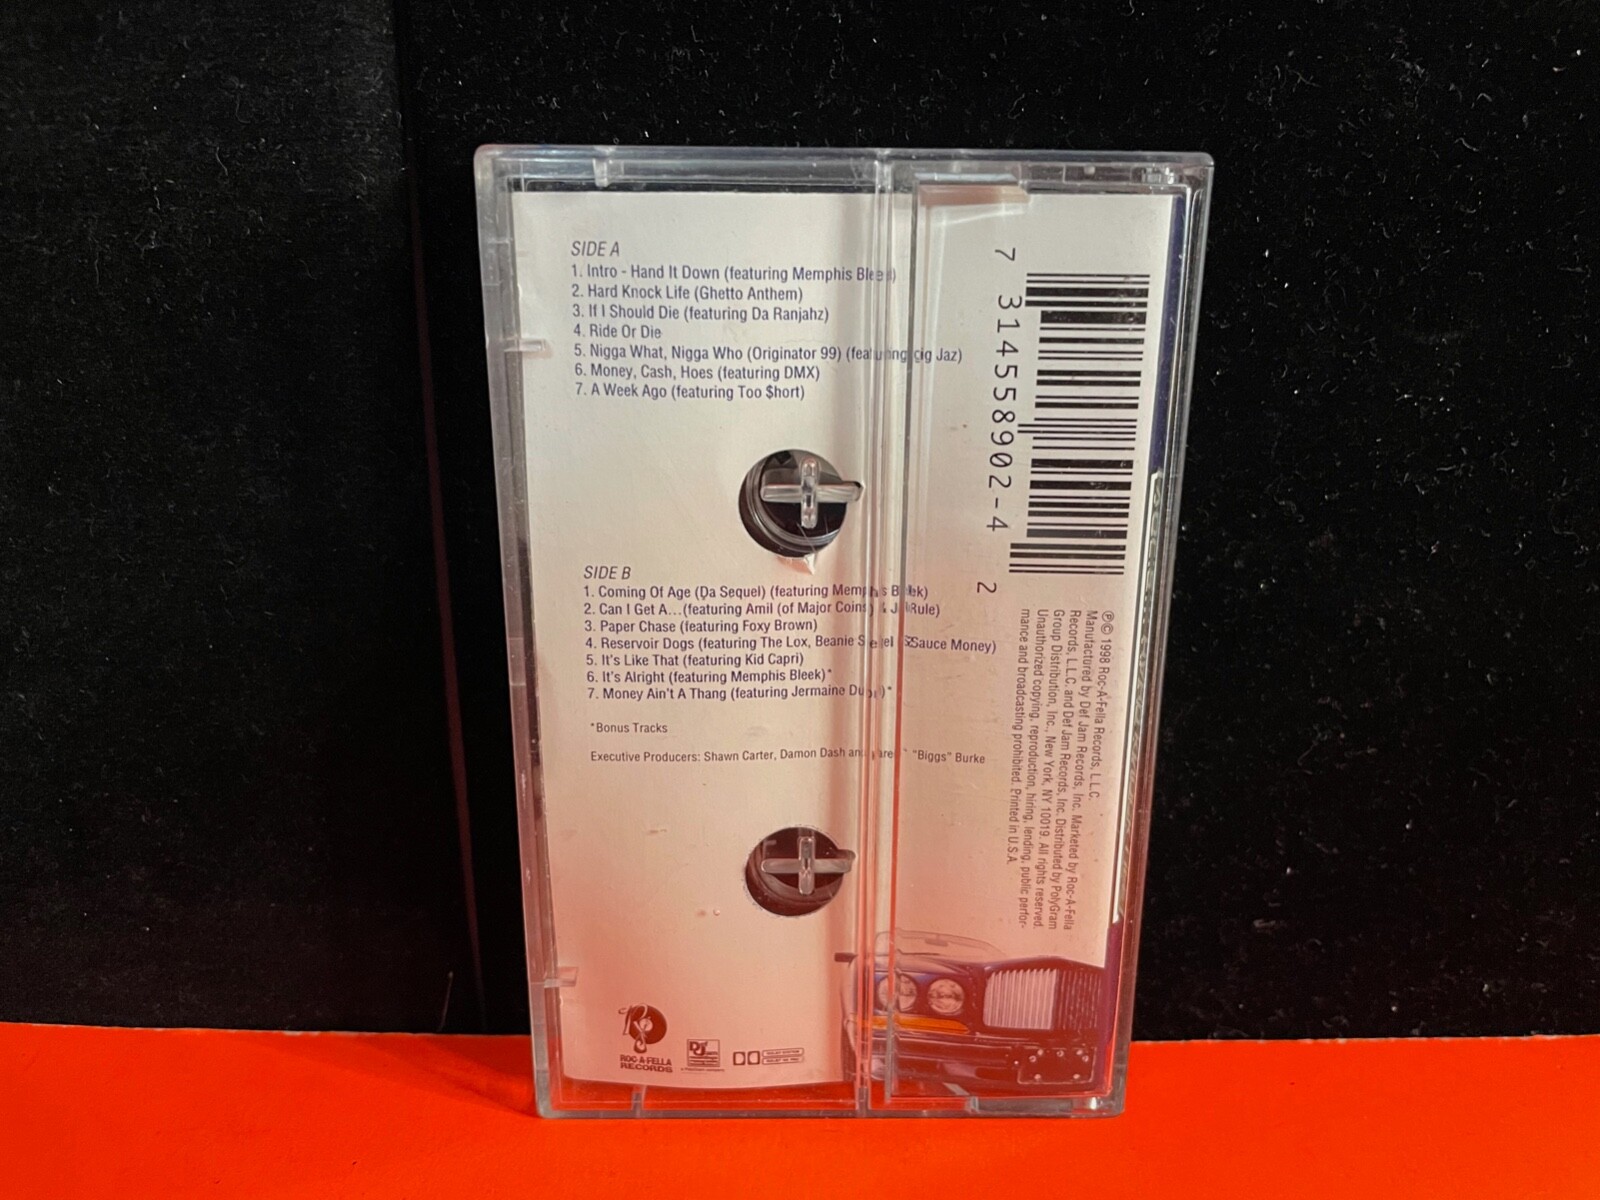 SIDE A
1. Intro - Hand It Down (featuring Memphis Bleek)
2. Hard Knock Life (Ghetto Anthem)
3. If I Should Die (featuring Da Ranjahz)
4. Ride Or Die
5. Nigga What, Nigga Who (Originator 99) (featuring Big Jaz)
6. Money, Cash, Hoes (featuring DMX)
7. A Week Ago (featuring Too $hort)
SIDE B
1. Coming Of Age (Da Sequel) (featuring Memphis Bleek)
2. Can I Get A...(featuring Amil (of Major Coins) & Ja Rule)
3. Paper Chase (featuring Foxy Brown)
4. Reservoir Dogs (featuring The Lox, Beanie Sigel & Sauce Money)
5. It's Like That (featuring Kid Capri)
6. It's Alright (featuring Memphis Bleek)*
7. Money Ain't A Thang (featuring Jermaine Dupri)*
*Bonus Tracks
Executive Producers: Shawn Carter, Damon Dash and Kareem "Biggs" Burke
ROC-A-FELLA
RECORDS
Def Jam
7 314558902-4 2
℗© 1998 Roc-A-Fella Records, L.L.C.
Manufactured by Def Jam Records, Inc. Marketed by Roc-A-Fella
Records, L.L.C. and Def Jam Records, Inc. Distributed by PolyGram
Group Distribution, Inc., New York, NY 10019. All rights reserved.
Unauthorized copying, reproduction, hiring, lending, public perfor-
mance and broadcasting prohibited. Printed in U.S.A.